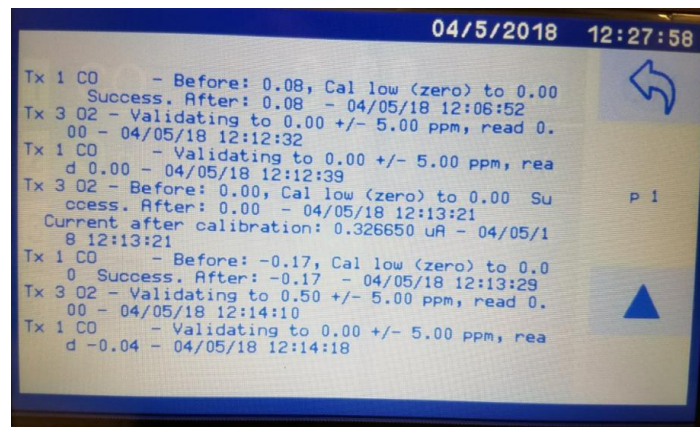 04/5/2018 12:27:58
Tx 1 CO - Before: 0.08, Cal low (zero) to 0.00
Success. After: 0.08 - 04/05/18 12:06:52
Tx 3 O2 - Validating to 0.00 +/- 5.00 ppm, read 0.
00 - 04/05/18 12:12:32
Tx 1 CO - Validating to 0.00 +/- 5.00 ppm, rea
d 0.00 - 04/05/18 12:12:39
Tx 3 O2 - Before: 0.00, Cal low (zero) to 0.00 Su
ccess. After: 0.00 - 04/05/18 12:13:21
Current after calibration: 0.326650 uA - 04/05/1
8 12:13:21
Tx 1 CO - Before: -0.17, Cal low (zero) to 0.0
0 Success. After: -0.17 - 04/05/18 12:13:29
Tx 3 O2 - Validating to 0.50 +/- 5.00 ppm, read 0.
00 - 04/05/18 12:14:10
Tx 1 CO - Validating to 0.00 +/- 5.00 ppm, rea
d -0.04 - 04/05/18 12:14:18
p 1